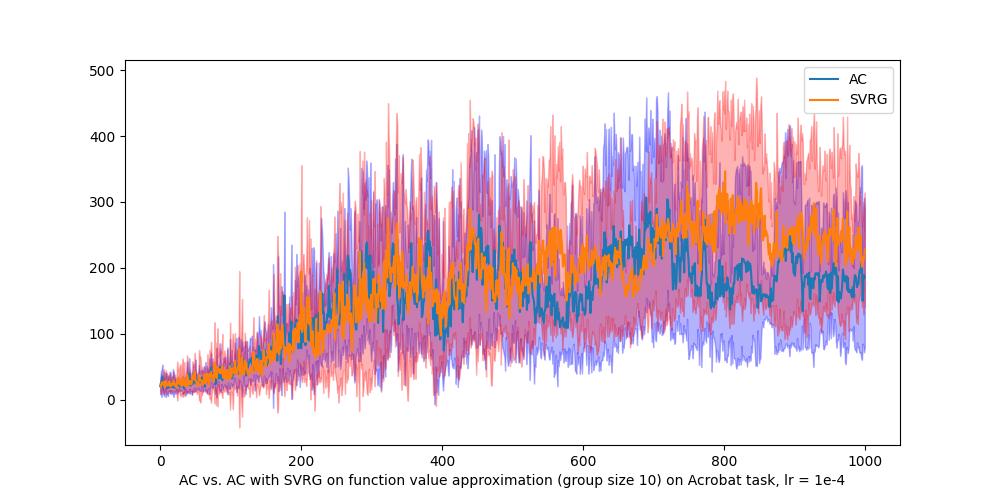 500
400
300
200
100
0
AC
SVRG
0 200 400 600 800 1000
AC vs. AC with SVRG on function value approximation (group size 10) on Acrobat task, lr = 1e-4